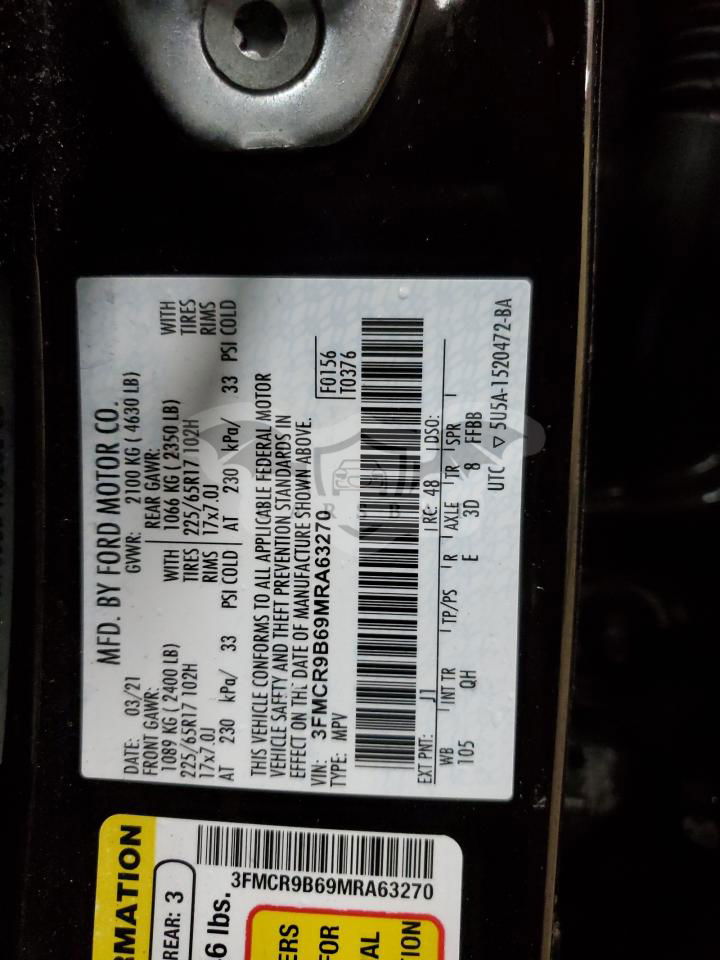 MFD. BY FORD MOTOR CO.
DATE: 03/21 GVWR: 2100 KG ( 4630 LB)
FRONT GAWR: REAR GAWR:
1089 KG ( 2400 LB) WITH 1066 KG ( 2350 LB) WITH
225/65R17 102H TIRES 225/65R17 102H TIRES
17x7.0J RIMS 17x7.0J RIMS
AT 230 kPa/ 33 PSI COLD AT 230 kPa/ 33 PSI COLD
THIS VEHICLE CONFORMS TO ALL APPLICABLE FEDERAL MOTOR
VEHICLE SAFETY AND THEFT PREVENTION STANDARDS IN
EFFECT ON THE DATE OF MANUFACTURE SHOWN ABOVE.
VIN: 3FMCR9B69MRA63270 F0156
TYPE: MPV T0376
EXT PNT: J1 RC: 48 DSO:
WB INT TR TP/PS R AXLE TR SPR
105 QH E 3D 8 FFBB
UTC ▽ 5U5A-1520472-BA
RMATION
REAR: 3
3FMCR9B69MRA63270
6 lbs.
ERS
FOR
AL
ION